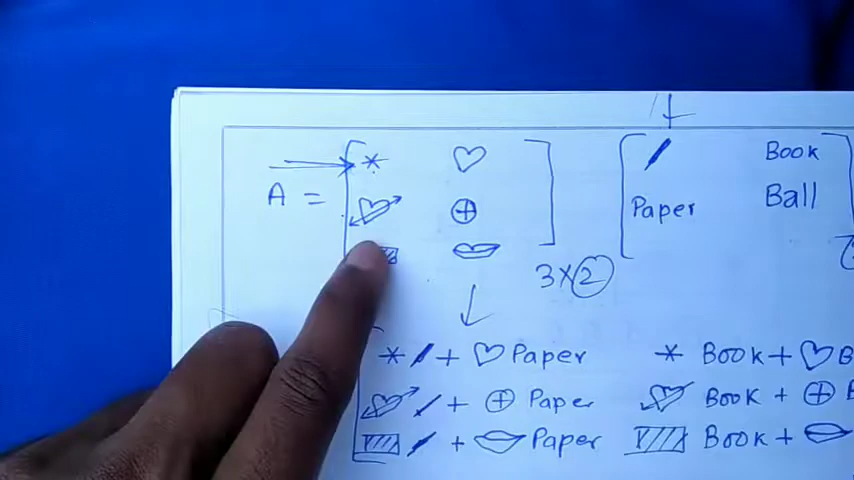 Book
A = Paper Ball
3×2
* + ♡ Paper * Book + ♡
+ ⊕ Paper Book + ⊕
+ Paper Book +